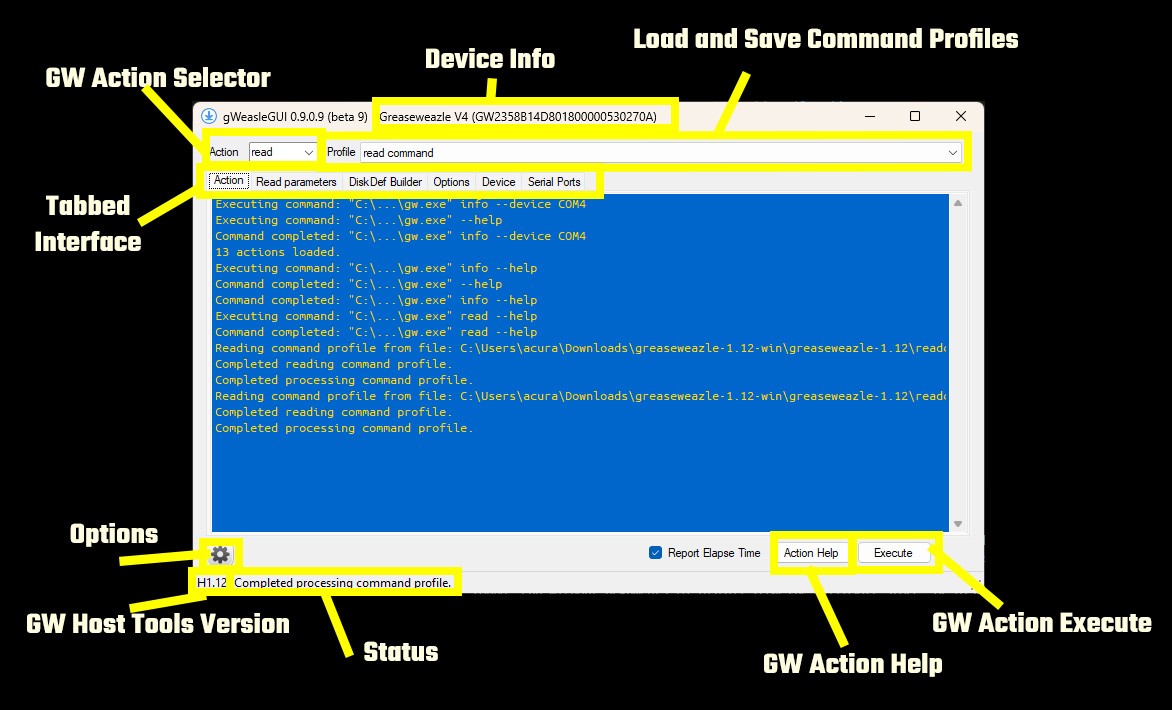 Load and Save Command Profiles
Device Info
GW Action Selector
gWeasleGUI 0.9.0.9 (beta 9) Greaseweazle V4 (GW2358B14D801800000530270A)
Action read Profile read command
Action Read parameters DiskDef Builder Options Device Serial Ports
Tabbed
Interface
Executing command: "C:\...\gw.exe" info --device COM4
Executing command: "C:\...\gw.exe" --help
Command completed: "C:\...\gw.exe" info --device COM4
13 actions loaded.
Executing command: "C:\...\gw.exe" info --help
Command completed: "C:\...\gw.exe" --help
Command completed: "C:\...\gw.exe" info --help
Executing command: "C:\...\gw.exe" read --help
Command completed: "C:\...\gw.exe" read --help
Reading command profile from file: C:\Users\acura\Downloads\greaseweazle-1.12-win\greaseweazle-1.12\read
Completed reading command profile.
Completed processing command profile.
Reading command profile from file: C:\Users\acura\Downloads\greaseweazle-1.12-win\greaseweazle-1.12\read
Completed reading command profile.
Completed processing command profile.
Options
Report Elapse Time Action Help Execute
H1.12 Completed processing command profile.
GW Host Tools Version
Status
GW Action Execute
GW Action Help